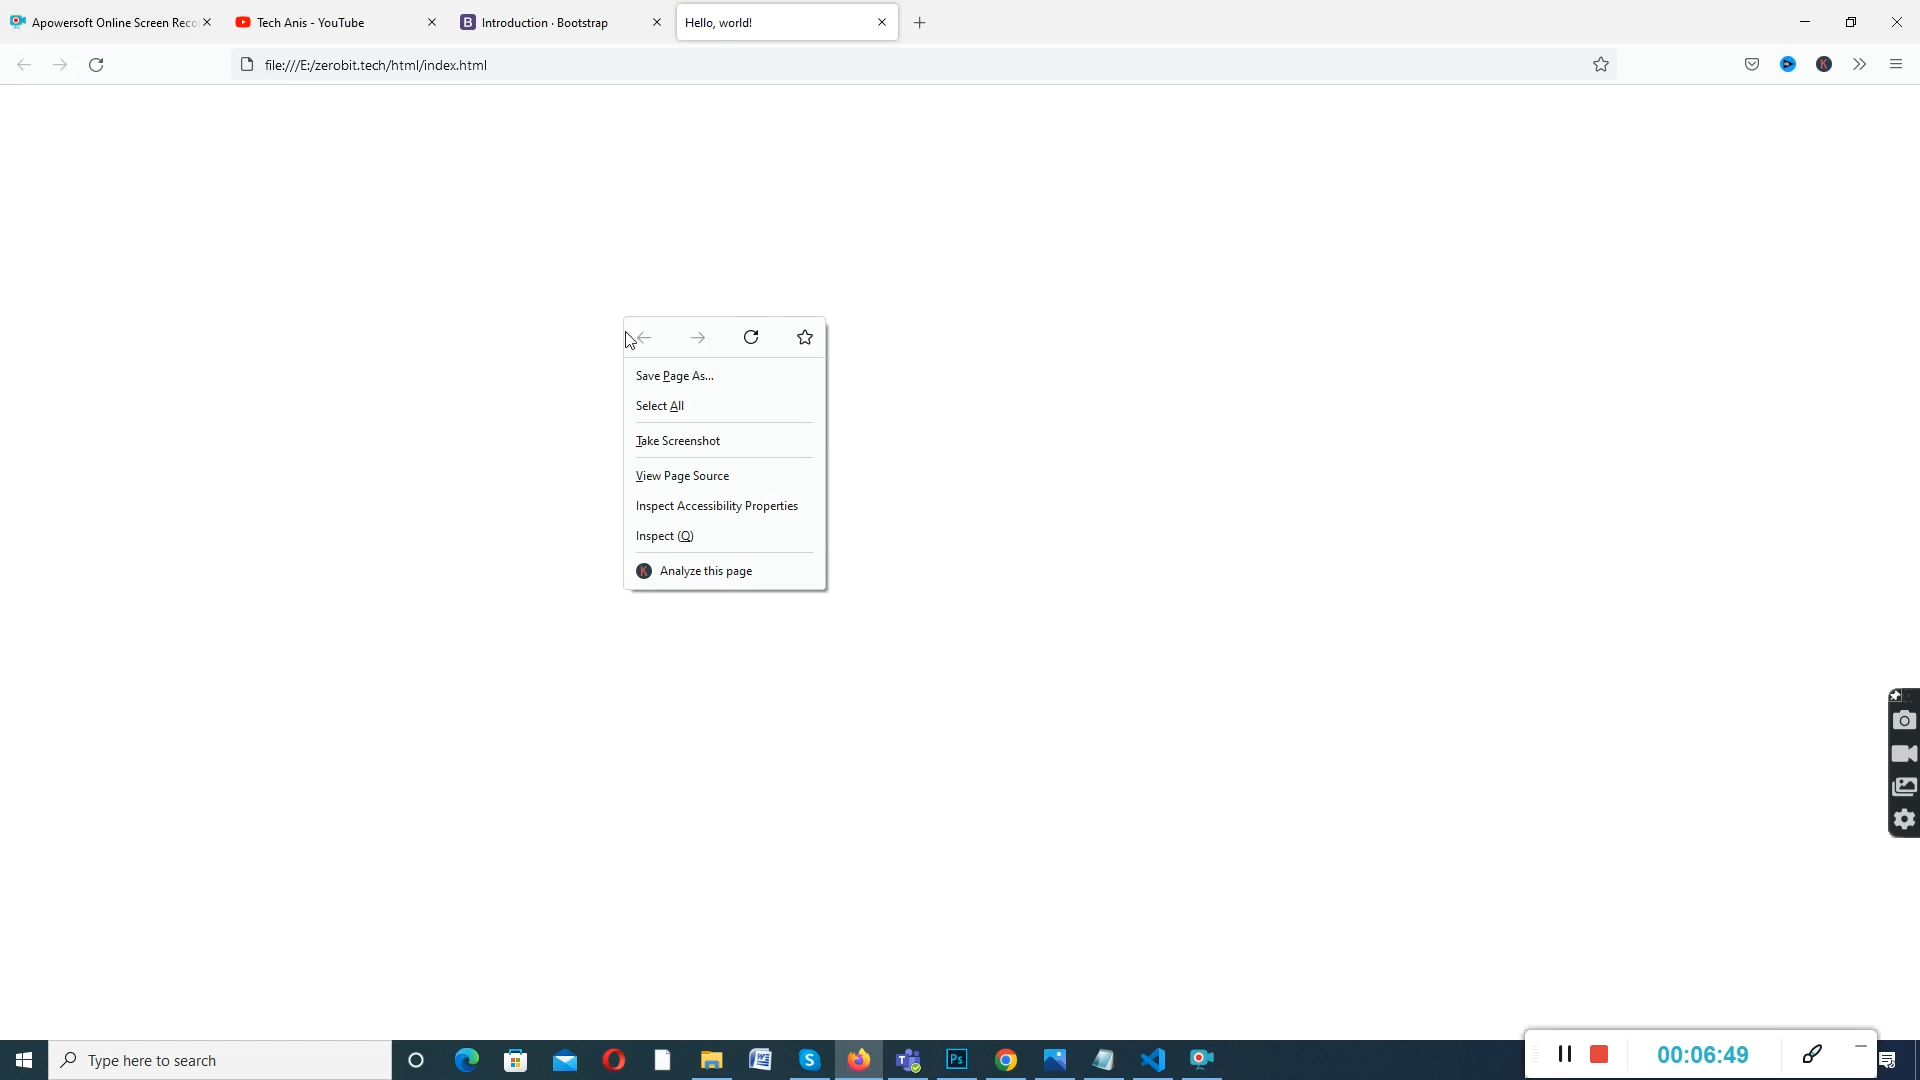 Apowersoft Online Screen Reco
Tech Anis - YouTube
Introduction · Bootstrap
Hello, world!
file:///E:/zerobit.tech/html/index.html
Save Page As...
Select All
Take Screenshot
View Page Source
Inspect Accessibility Properties
Inspect (Q)
Analyze this page
Type here to search
00:06:49